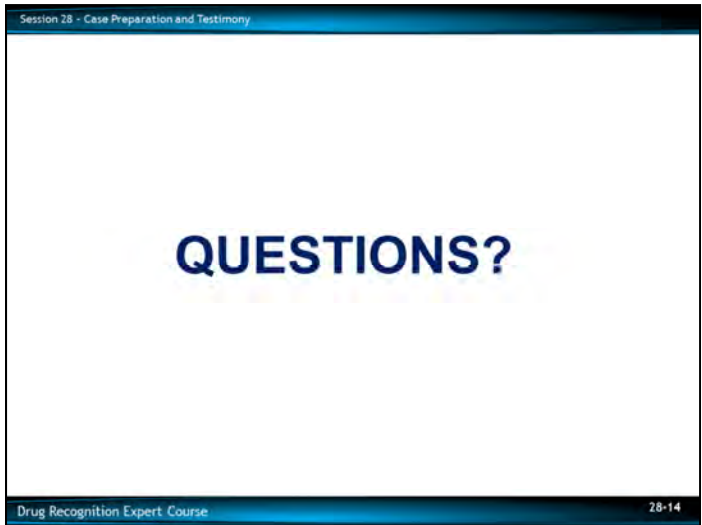 Session 28 - Case Preparation and Testimony
QUESTIONS?
Drug Recognition Expert Course
28-14